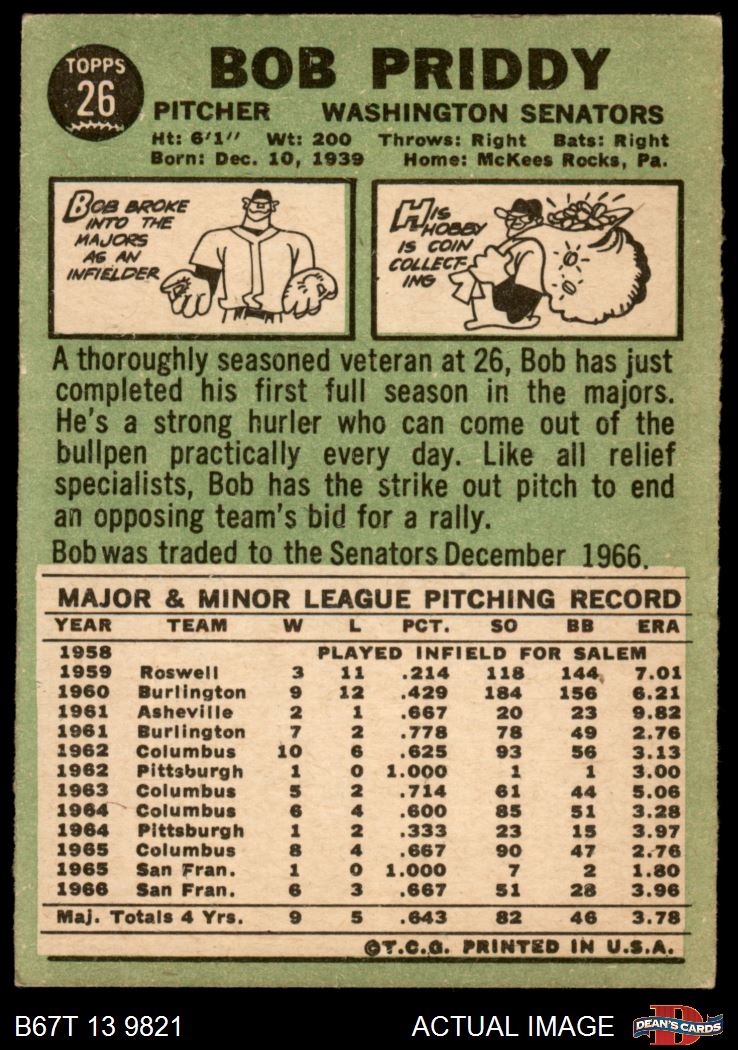 TOPPS
26
BOB PRIDDY
PITCHER WASHINGTON SENATORS
Ht: 6'1" Wt: 200 Throws: Right Bats: Right
Born: Dec. 10, 1939 Home: McKees Rocks, Pa.
BOB BROKE
INTO THE
MAJORS
AS AN
INFIELDER
HIS
HOBBY
IS COIN
COLLECT-
ING
A thoroughly seasoned veteran at 26, Bob has just
completed his first full season in the majors.
He's a strong hurler who can come out of the
bullpen practically every day. Like all relief
specialists, Bob has the strike out pitch to end
an opposing team's bid for a rally.
Bob was traded to the Senators December 1966.
MAJOR & MINOR LEAGUE PITCHING RECORD
YEAR TEAM W L PCT. SO BB ERA
1958 PLAYED INFIELD FOR SALEM
1959 Roswell 3 11 .214 118 144 7.01
1960 Burlington 9 12 .429 184 156 6.21
1961 Asheville 2 1 .667 20 23 9.82
1961 Burlington 7 2 .778 78 49 2.76
1962 Columbus 10 6 .625 93 56 3.13
1962 Pittsburgh 1 0 1.000 1 1 3.00
1963 Columbus 5 2 .714 61 44 5.06
1964 Columbus 6 4 .600 85 51 3.28
1964 Pittsburgh 1 2 .333 23 15 3.97
1965 Columbus 8 4 .667 90 47 2.76
1965 San Fran. 1 0 1.000 7 2 1.80
1966 San Fran. 6 3 .667 51 28 3.96
Maj. Totals 4 Yrs. 9 5 .643 82 46 3.78
©T.C.G. PRINTED IN U.S.A.
B67T 13 9821 ACTUAL IMAGE
D
DEAN'S CARDS